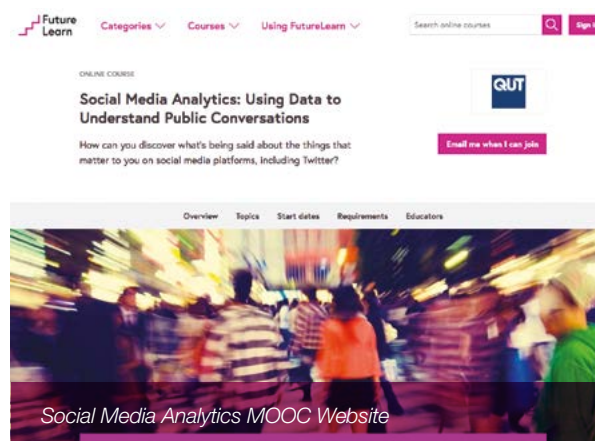 Future
Learn
Categories
Courses
Using FutureLearn
Search online courses
Sign
ONLINE COURSE
Social Media Analytics: Using Data to
Understand Public Conversations
QUT
How can you discover what's being said about the things that
matter to you on social media platforms, including Twitter?
Email me when I can join
Overview Topics Start dates Requirements Educators
Social Media Analytics MOOC Website